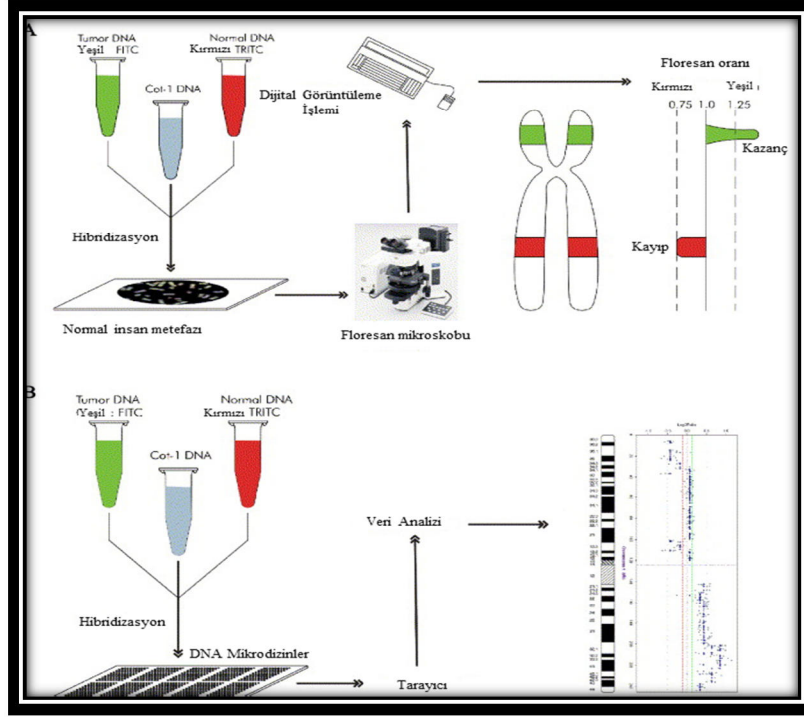 A
Tumor DNA
Yeşil FITC
Normal DNA
Kırmızı TRITC
Cot-1 DNA
Dijital Görüntüleme
İşlemi
Floresan oranı
Kırmızı
Yeşil
0.75 1.0 1.25
Kazanç
Kayıp
Hibridizasyon
Normal insan metefazı
Floresan mikroskobu
B
Tumor DNA
(Yeşil : FITC
Normal DNA
Kırmızı TRITC
Cot-1 DNA
Veri Analizi
Hibridizasyon
DNA Mikrodizinler
Tarayıcı